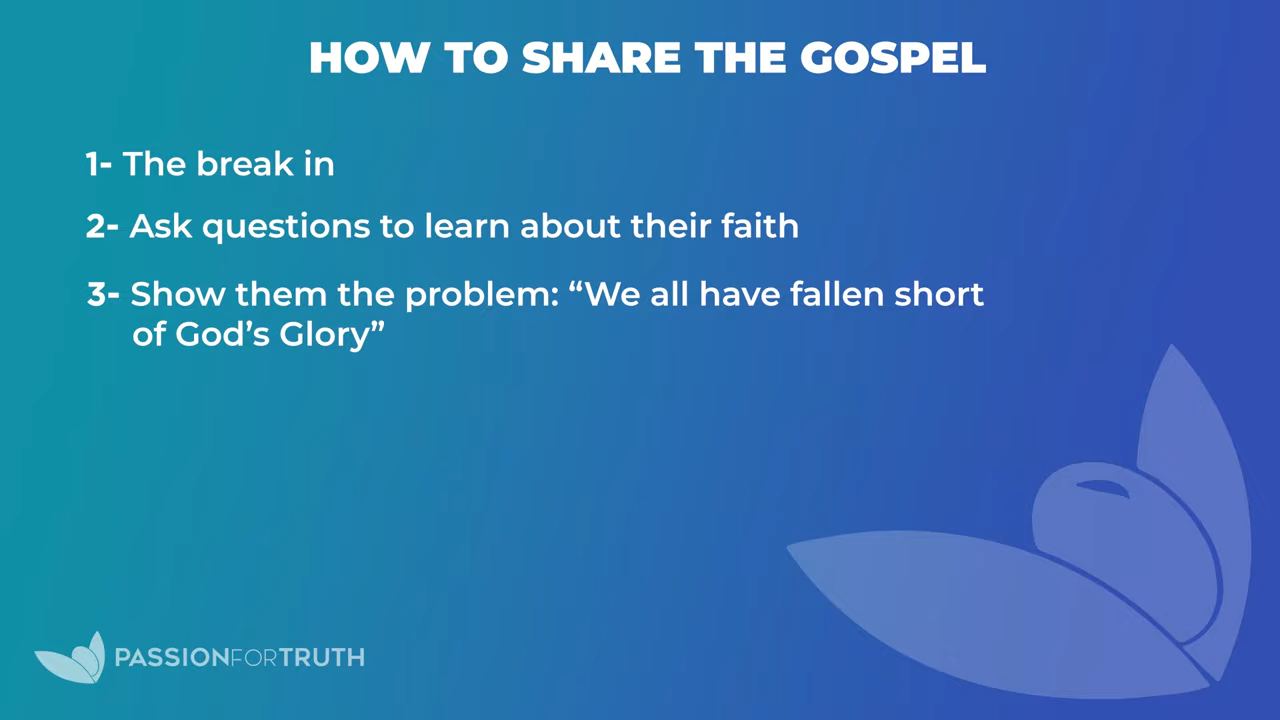 HOW TO SHARE THE GOSPEL
1- The break in
2- Ask questions to learn about their faith
3- Show them the problem: “We all have fallen short
of God’s Glory”
PASSIONFORTRUTH